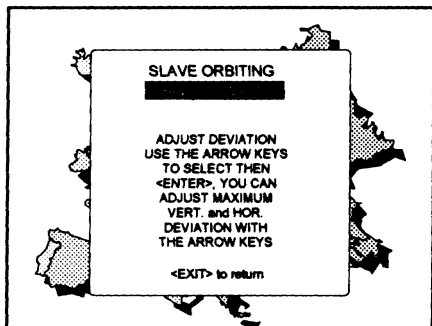 SLAVE ORBITING
ADJUST DEVIATION
USE THE ARROW KEYS
TO SELECT THEN
<ENTER>, YOU CAN
ADJUST MAXIMUM
VERT. and HOR.
DEVIATION WITH
THE ARROW KEYS
<EXIT> to return